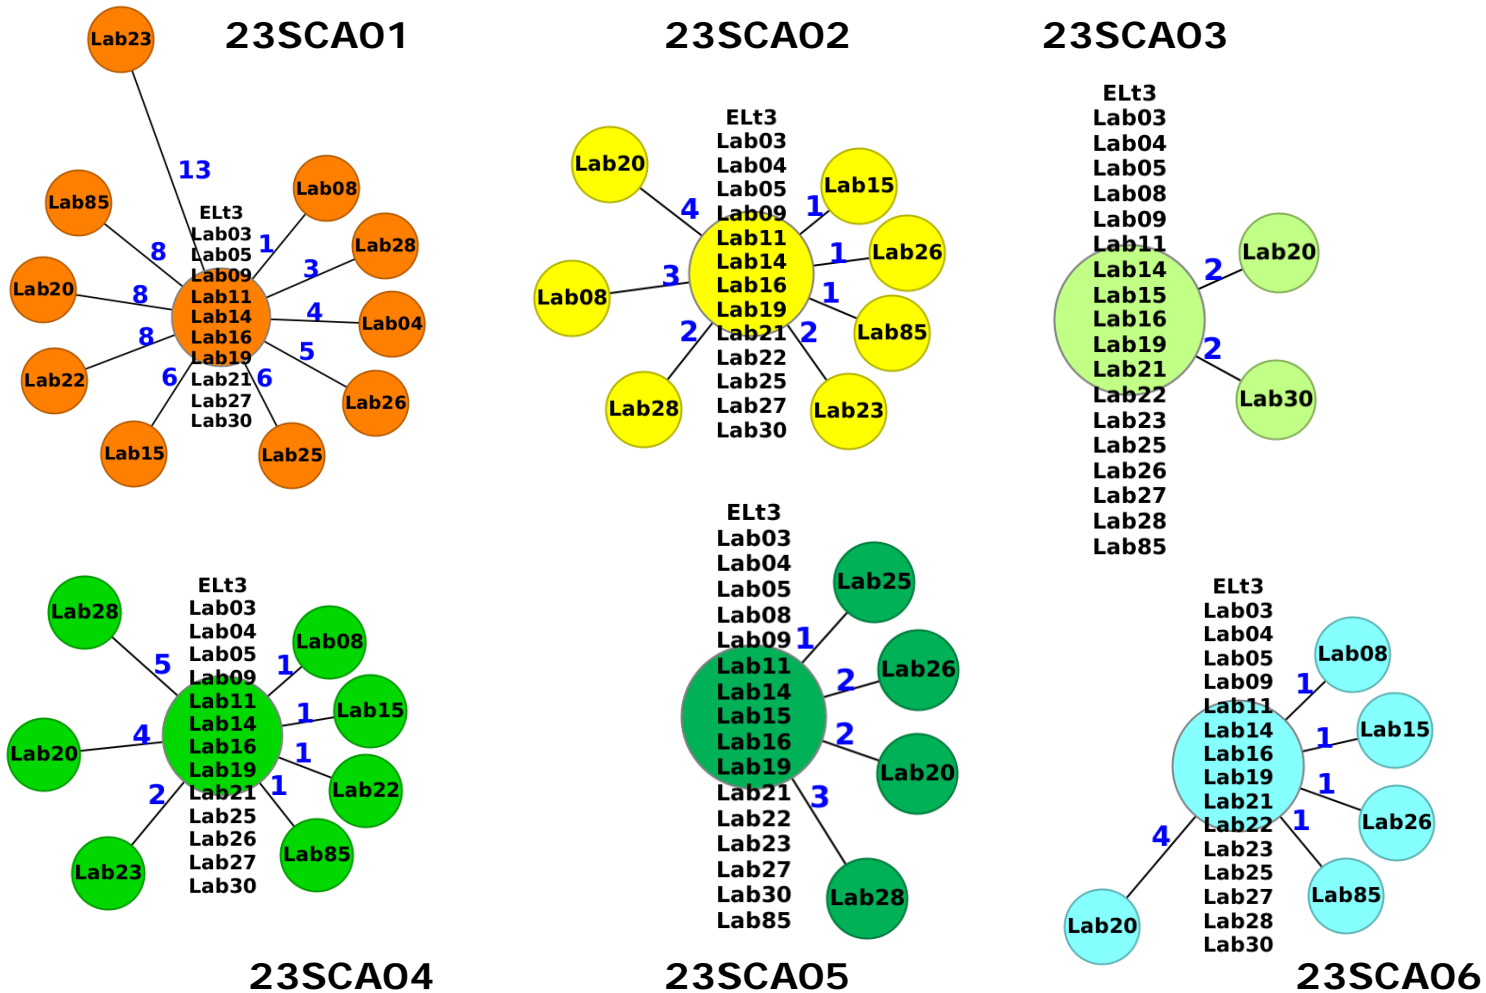 23SCA01
Lab23
13
Lab85
8
Lab20
8
Lab22
8
Lab15
6
Lab25
6
Lab26
5
Lab04
4
Lab28
3
Lab08
1
ELt3
Lab03
Lab05
Lab09
Lab11
Lab14
Lab16
Lab19
Lab21
Lab27
Lab30
23SCA02
Lab20
4
Lab08
3
Lab28
2
Lab23
2
Lab85
1
Lab26
1
Lab15
1
ELt3
Lab03
Lab04
Lab05
Lab09
Lab11
Lab14
Lab16
Lab19
Lab21
Lab22
Lab25
Lab27
Lab30
23SCA03
ELt3
Lab03
Lab04
Lab05
Lab08
Lab09
Lab11
Lab14
Lab15
Lab16
Lab19
Lab21
Lab22
Lab23
Lab25
Lab26
Lab27
Lab28
Lab85
2
Lab20
2
Lab30
Lab28
5
Lab20
4
Lab23
2
Lab85
1
Lab22
1
Lab15
1
Lab08
1
ELt3
Lab03
Lab04
Lab05
Lab09
Lab11
Lab14
Lab16
Lab19
Lab21
Lab25
Lab26
Lab27
Lab30
23SCA04
ELt3
Lab03
Lab04
Lab05
Lab08
Lab09
Lab11
Lab14
Lab15
Lab16
Lab19
Lab21
Lab22
Lab23
Lab27
Lab30
Lab85
1
Lab25
2
Lab26
2
Lab20
3
Lab28
23SCA05
ELt3
Lab03
Lab04
Lab05
Lab09
Lab11
Lab14
Lab16
Lab19
Lab21
Lab22
Lab23
Lab25
Lab27
Lab28
Lab30
1
Lab08
1
Lab15
1
Lab26
1
Lab85
4
Lab20
23SCA06